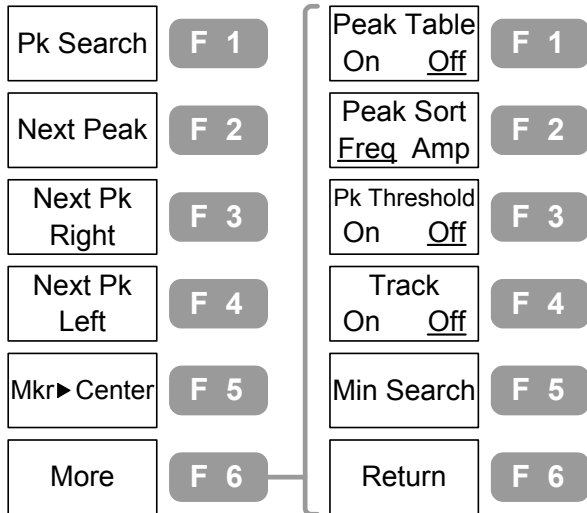 Pk Search
F 1
Next Peak
F 2
Next Pk
Right
F 3
Next Pk
Left
F 4
Mkr▶Center
F 5
More
F 6
Peak Table
On Off
F 1
Peak Sort
Freq Amp
F 2
Pk Threshold
On Off
F 3
Track
On Off
F 4
Min Search
F 5
Return
F 6